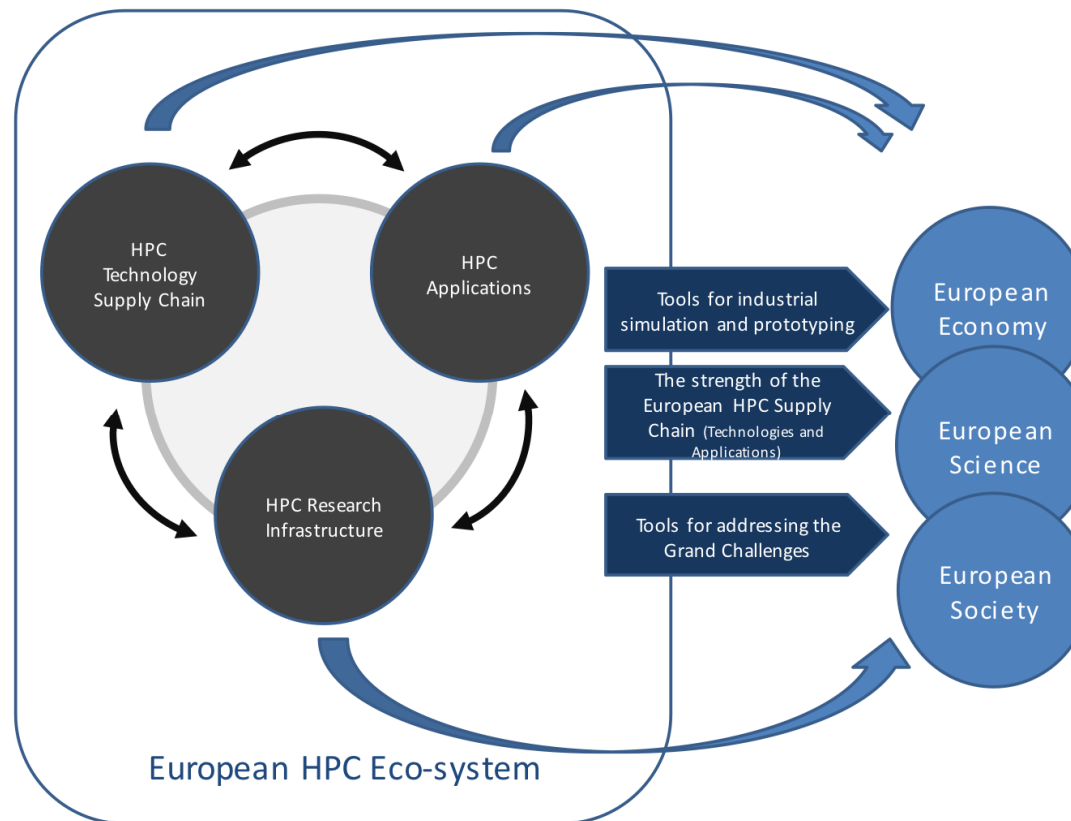 HPC
Technology
Supply Chain
HPC
Applications
HPC Research
Infrastructure
Tools for industrial
simulation and prototyping
The strength of the
European HPC Supply
Chain (Technologies and
Applications)
Tools for addressing the
Grand Challenges
European
Economy
European
Science
European
Society
European HPC Eco-system